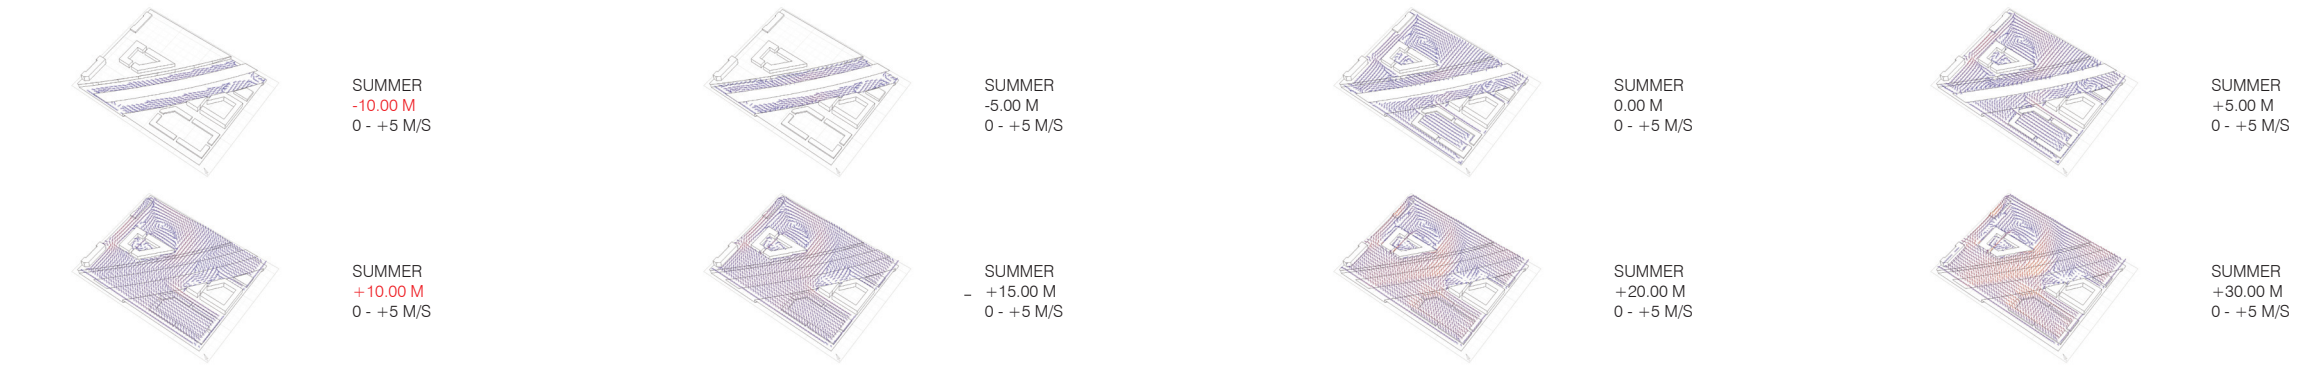 SUMMER
-10.00 M
0 - +5 M/S
SUMMER
-5.00 M
0 - +5 M/S
SUMMER
0.00 M
0 - +5 M/S
SUMMER
+5.00 M
0 - +5 M/S
SUMMER
+10.00 M
0 - +5 M/S
SUMMER
+15.00 M
0 - +5 M/S
SUMMER
+20.00 M
0 - +5 M/S
SUMMER
+30.00 M
0 - +5 M/S